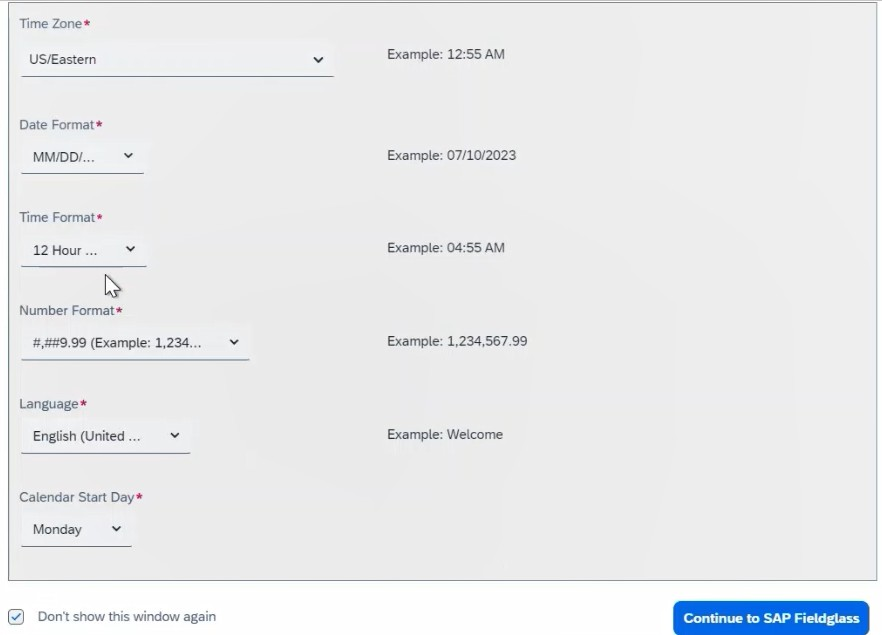 Time Zone*
US/Eastern
Example: 12:55 AM
Date Format*
MM/DD/...
Example: 07/10/2023
Time Format*
12 Hour ...
Example: 04:55 AM
Number Format*
#,##9.99 (Example: 1,234...
Example: 1,234,567.99
Language*
English (United ...
Example: Welcome
Calendar Start Day*
Monday
Don't show this window again
Continue to SAP Fieldglass